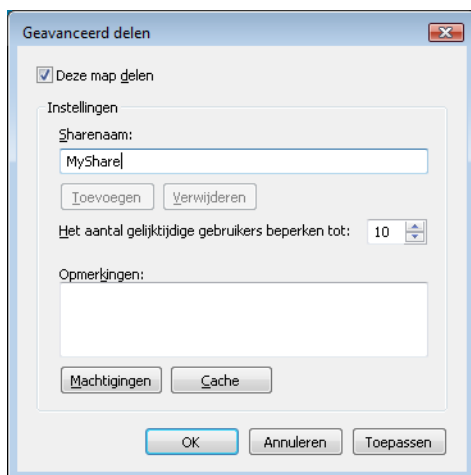 Geavanceerd delen
Deze map delen
Instellingen
Sharenaam:
MyShare
Toevoegen Verwijderen
Het aantal gelijktijdige gebruikers beperken tot: 10
Opmerkingen:
Machtigingen Cache
OK Annuleren Toepassen